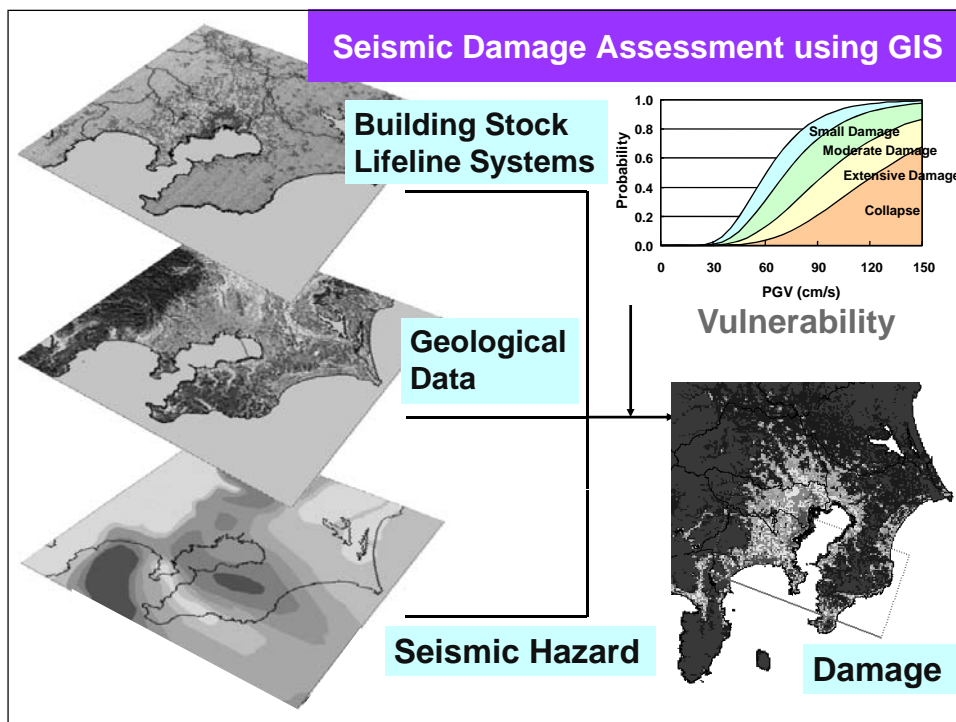 Seismic Damage Assessment using GIS
Building Stock
Lifeline Systems
Geological
Data
Seismic Hazard
1.0
0.8
0.6
0.4
0.2
0.0
Probability
Small Damage
Moderate Damage
Extensive Damage
Collapse
0 30 60 90 120 150
PGV (cm/s)
Vulnerability
Damage